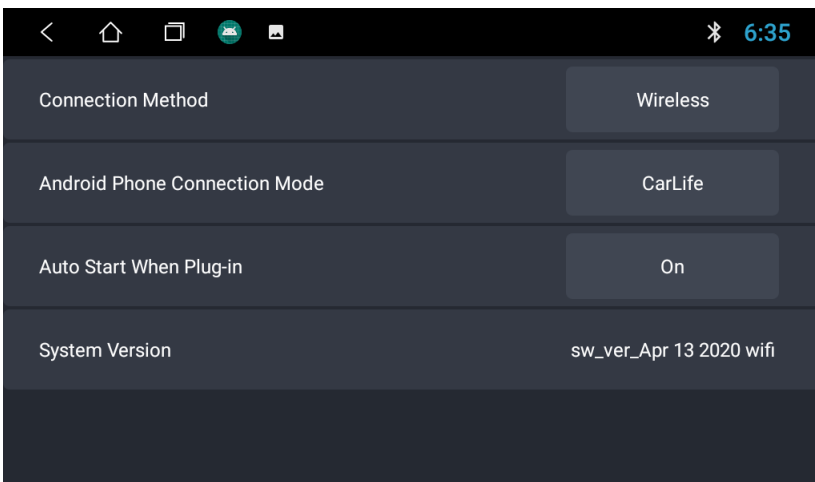 6:35
Connection Method
Wireless
Android Phone Connection Mode
CarLife
Auto Start When Plug-in
On
System Version
sw_ver_Apr 13 2020 wifi